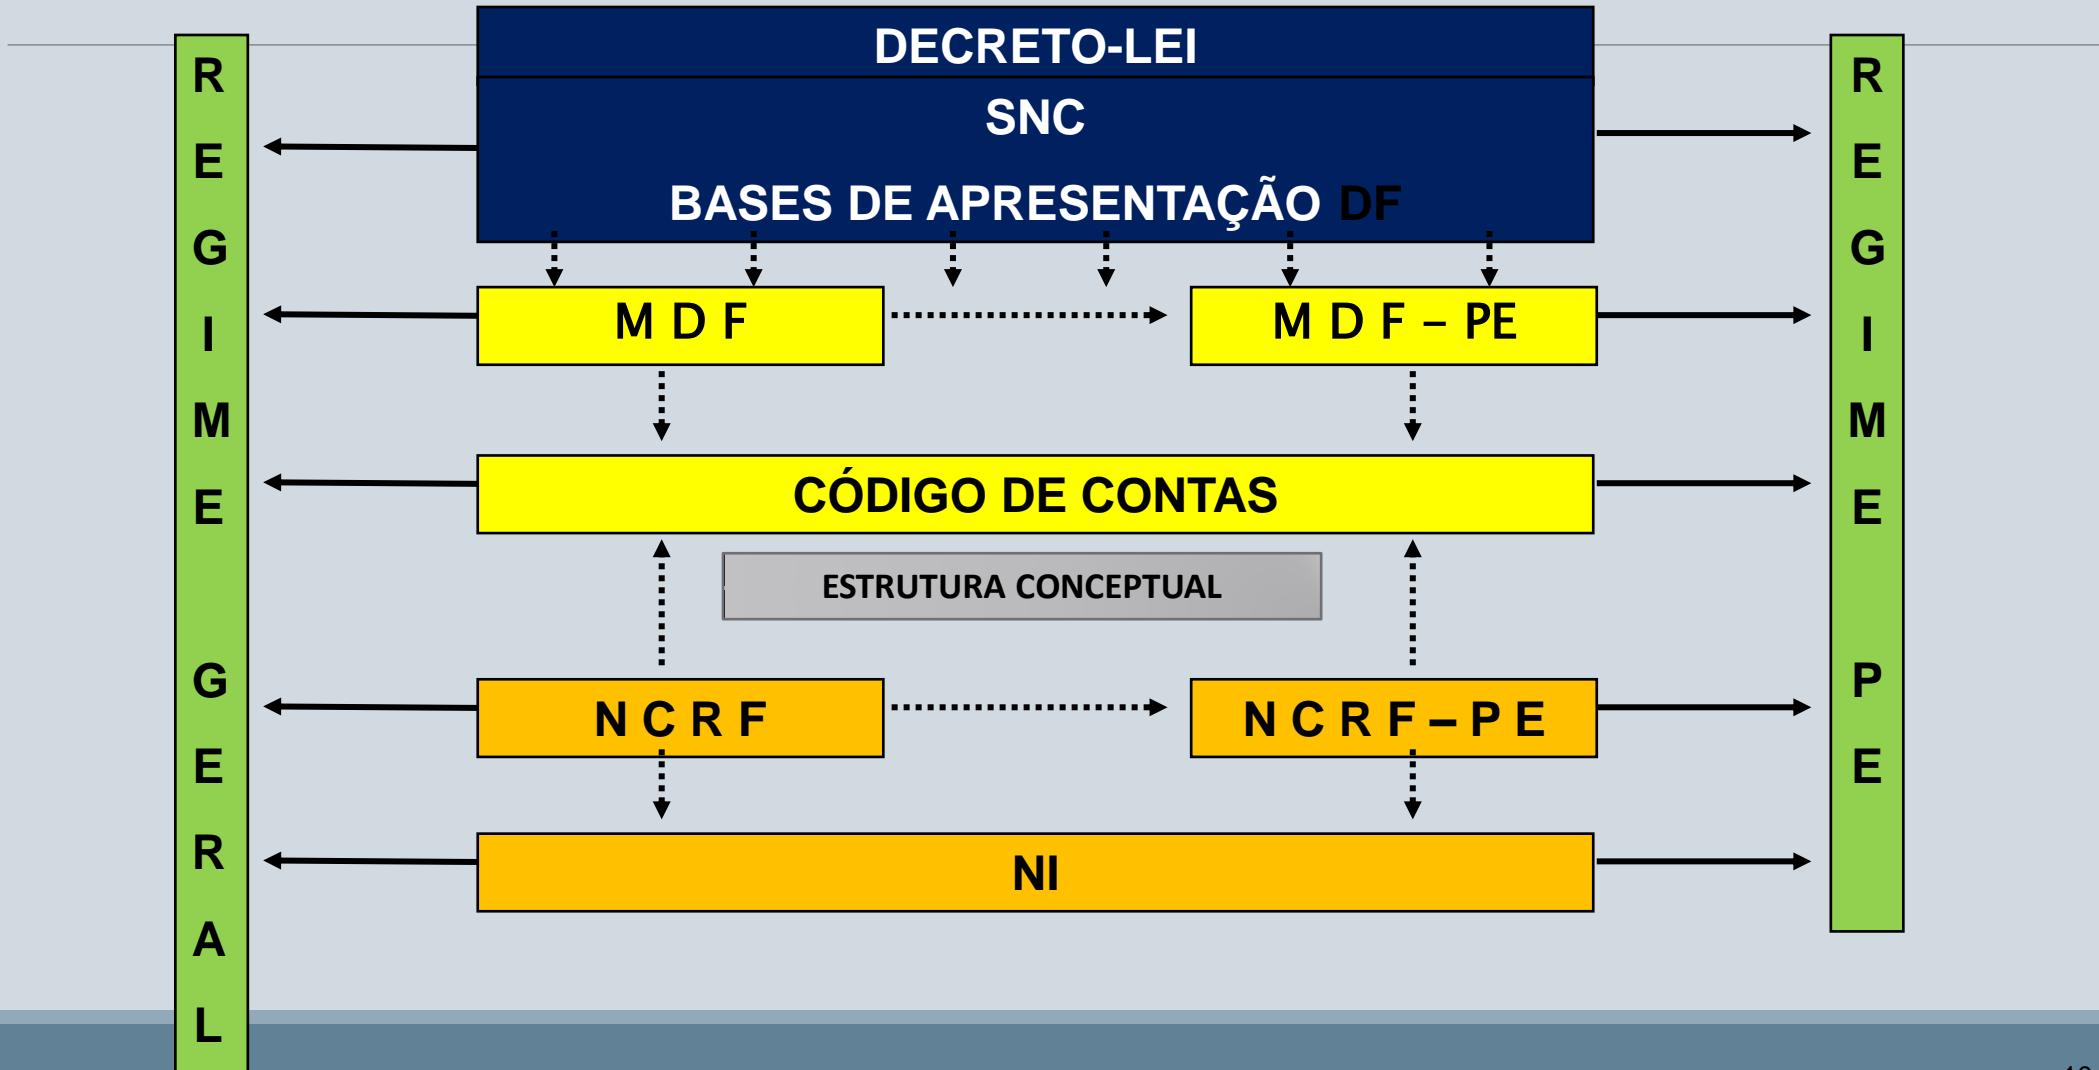 DECRETO-LEI
SNC
BASES DE APRESENTAÇÃO DF
R
E
G
I
M
E
G
E
R
A
L
M D F
M D F – PE
CÓDIGO DE CONTAS
ESTRUTURA CONCEPTUAL
N C R F
N C R F – P E
NI
R
E
G
I
M
E
P
E